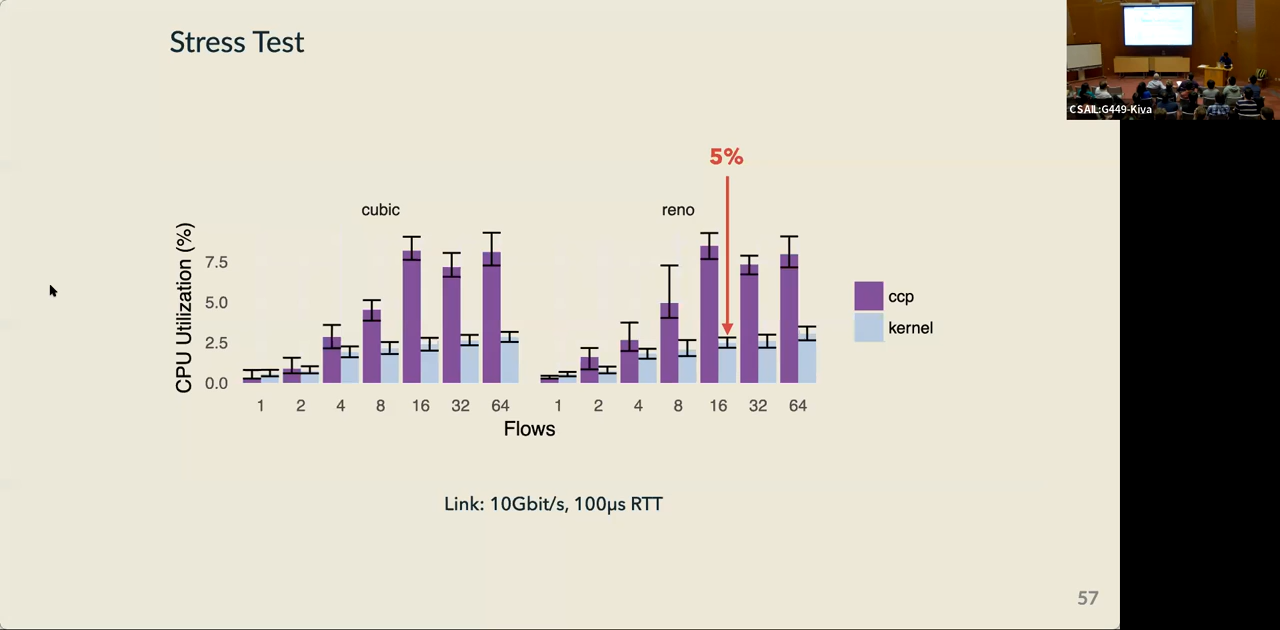 Stress Test
CSAIL:G449-Kiva
5%
cubic
reno
CPU Utilization (%)
7.5
5.0
2.5
0.0
1 2 4 8 16 32 64
1 2 4 8 16 32 64
Flows
ccp
kernel
Link: 10Gbit/s, 100µs RTT
57